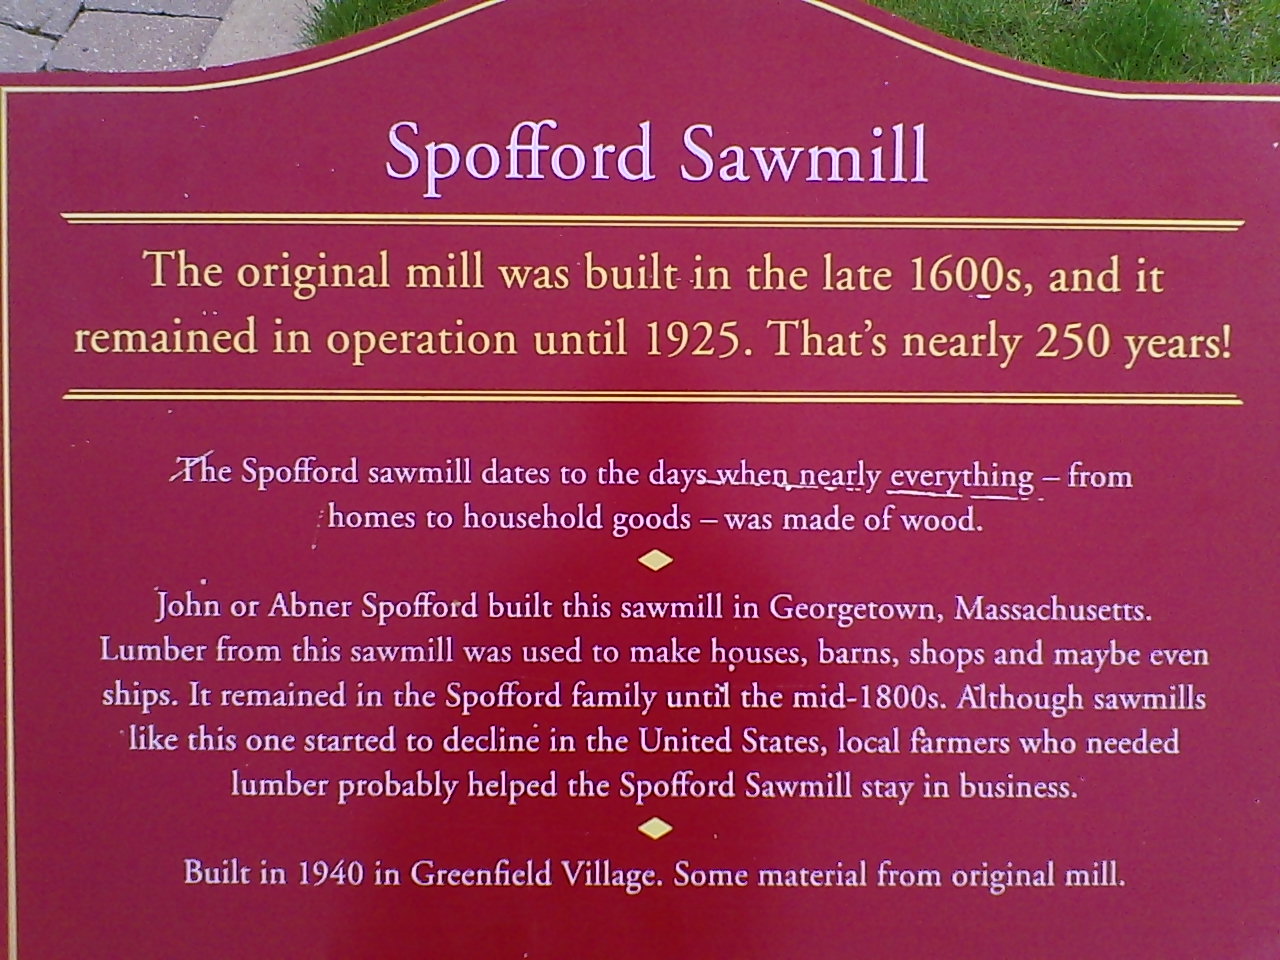 Spofford Sawmill
The original mill was built in the late 1600s, and it
remained in operation until 1925. That's nearly 250 years!
The Spofford sawmill dates to the days when nearly everything – from
homes to household goods – was made of wood.
John or Abner Spofford built this sawmill in Georgetown, Massachusetts.
Lumber from this sawmill was used to make houses, barns, shops and maybe even
ships. It remained in the Spofford family until the mid-1800s. Although sawmills
like this one started to decline in the United States, local farmers who needed
lumber probably helped the Spofford Sawmill stay in business.
Built in 1940 in Greenfield Village. Some material from original mill.